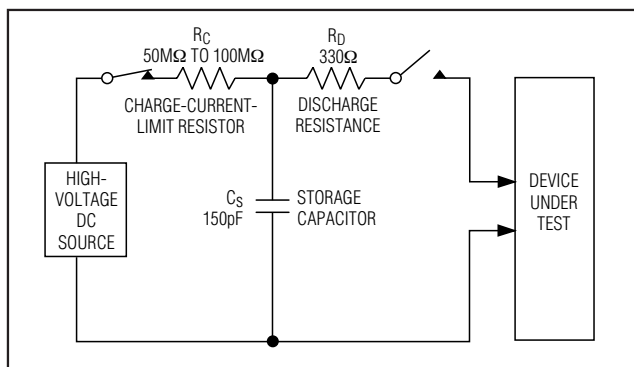 RC
50MΩ TO 100MΩ
CHARGE-CURRENT-
LIMIT RESISTOR
RD
330Ω
DISCHARGE
RESISTANCE
HIGH-
VOLTAGE
DC
SOURCE
CS
150pF
STORAGE
CAPACITOR
DEVICE
UNDER
TEST